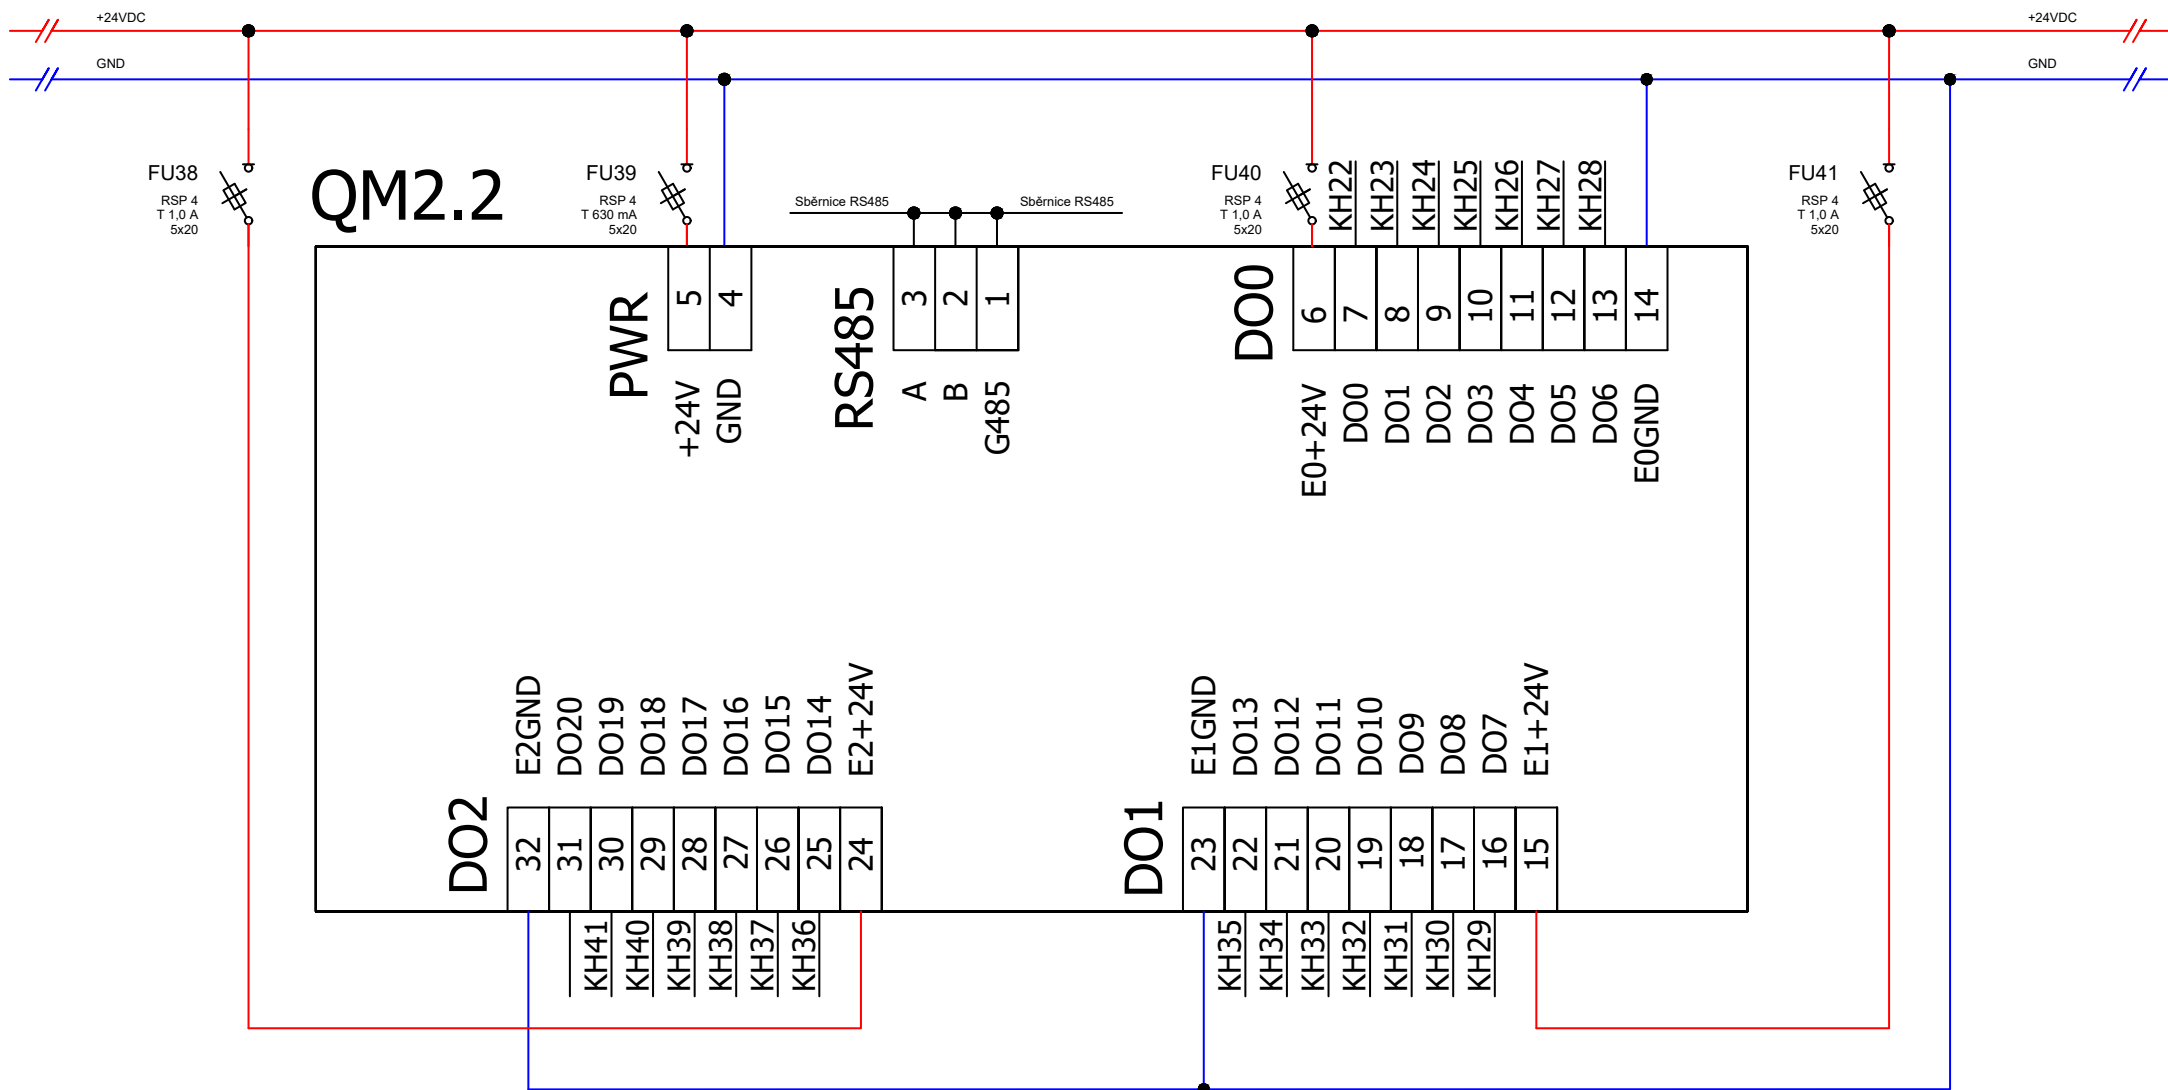 +24VDC
+24VDC
GND
GND
FU38
RSP 4
T 1,0 A
5x20
QM2.2
FU39
RSP 4
T 630 mA
5x20
Sběrnice RS485
Sběrnice RS485
FU40
RSP 4
T 1,0 A
5x20
KH22
KH23
KH24
KH25
KH26
KH27
KH28
FU41
RSP 4
T 1,0 A
5x20
PWR
5
4
+24V
GND
RS485
3
2
1
A
B
G485
DO0
6
7
8
9
10
11
12
13
14
E0+24V
DO0
DO1
DO2
DO3
DO4
DO5
DO6
E0GND
E2GND
DO20
DO19
DO18
DO17
DO16
DO15
DO14
E2+24V
DO2
32
31
30
29
28
27
26
25
24
KH41
KH40
KH39
KH38
KH37
KH36
E1GND
DO13
DO12
DO11
DO10
DO9
DO8
DO7
E1+24V
DO1
23
22
21
20
19
18
17
16
15
KH35
KH34
KH33
KH32
KH31
KH30
KH29